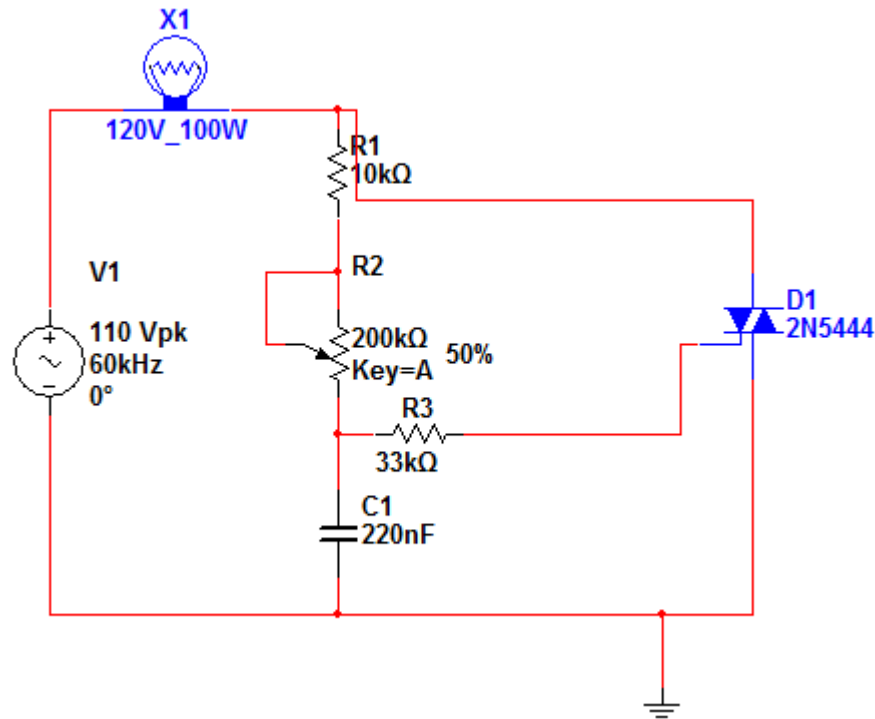 X1
120V_100W
R1
10kΩ
V1
110 Vpk
60kHz
0°
R2
200kΩ
50%
Key=A
R3
33kΩ
D1
2N5444
C1
220nF